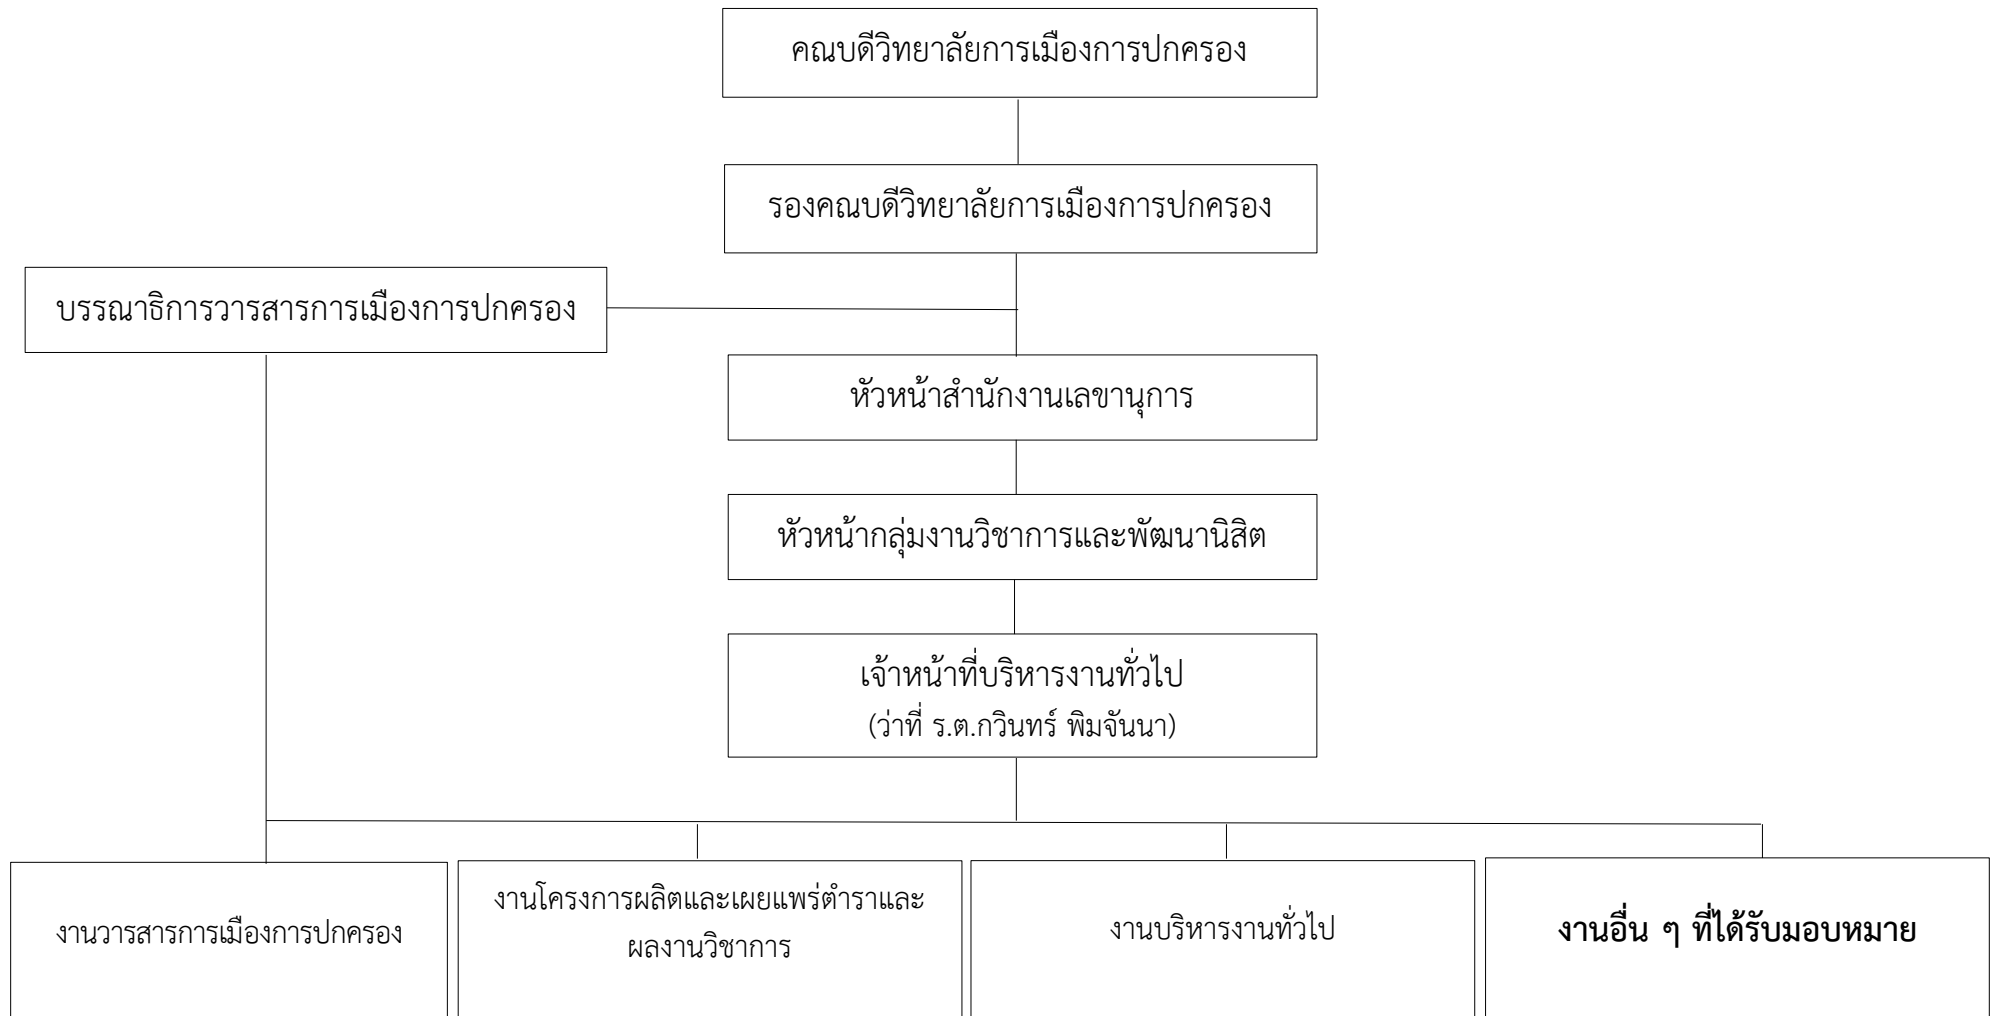 คณบดีวิทยาลัยการเมืองการปกครอง
รองคณบดีวิทยาลัยการเมืองการปกครอง
บรรณาธิการวารสารการเมืองการปกครอง
หัวหน้าสำนักงานเลขานุการ
หัวหน้ากลุ่มงานวิชาการและพัฒนานิสิต
เจ้าหน้าที่บริหารงานทั่วไป
(ว่าที่ ร.ต.กวินทร์ พิมจันนา)
งานวารสารการเมืองการปกครอง
งานโครงการผลิตและเผยแพร่ตำราและ
ผลงานวิชาการ
งานบริหารงานทั่วไป
งานอื่น ๆ ที่ได้รับมอบหมาย